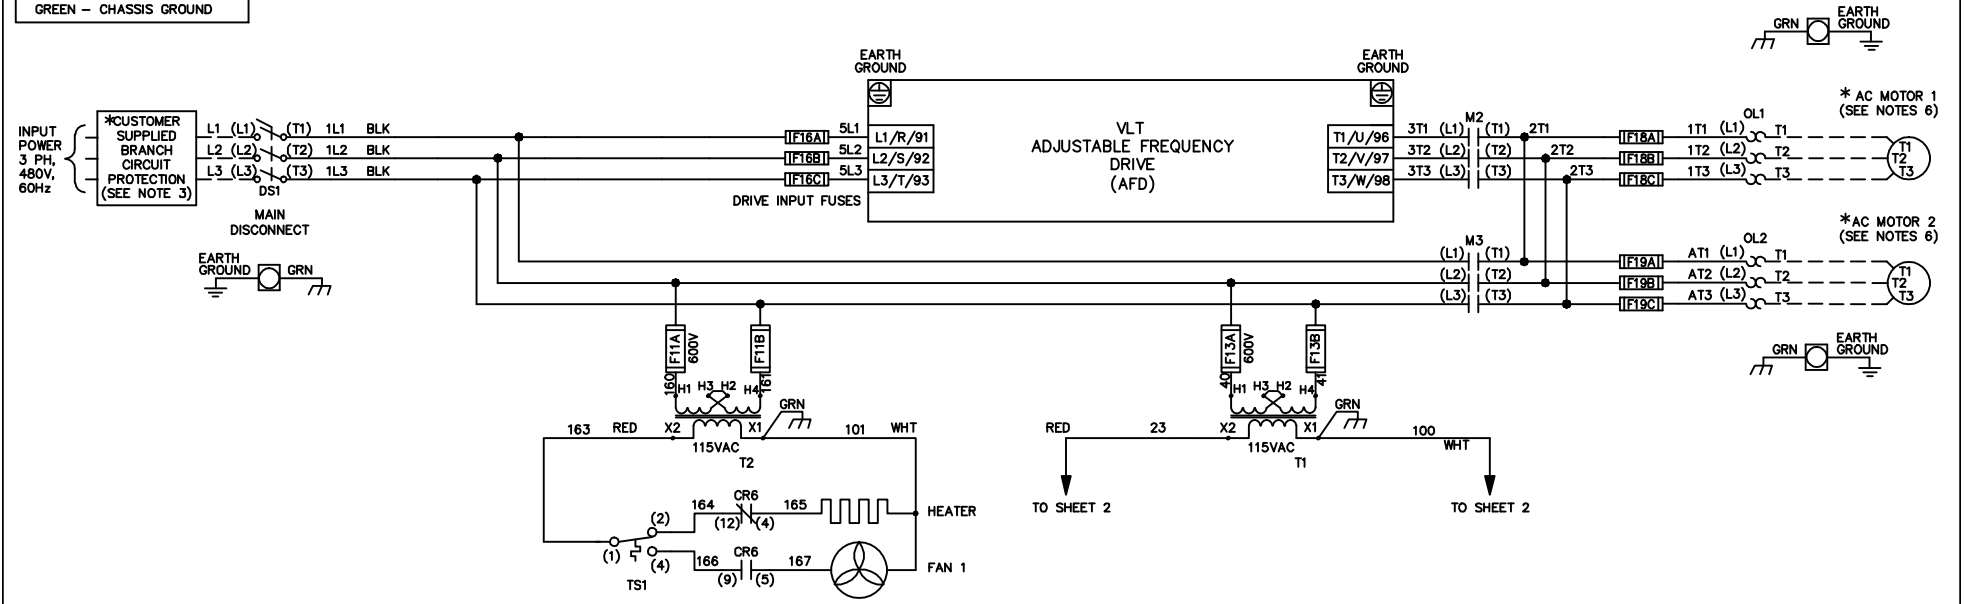 GREEN – CHASSIS GROUND
EARTH
GROUND
GRN
EARTH
GROUND
EARTH
GROUND
INPUT
POWER
3 PH,
480V,
60Hz
*CUSTOMER
SUPPLIED
BRANCH
CIRCUIT
PROTECTION
(SEE NOTE 3)
L1 (L1) (T1) 1L1 BLK
L2 (L2) (T2) 1L2 BLK
L3 (L3) (T3) 1L3 BLK
DS1
MAIN
DISCONNECT
F16A 5L1 L1/R/91
F16B 5L2 L2/S/92
F16C 5L3 L3/T/93
DRIVE INPUT FUSES
VLT
ADJUSTABLE FREQUENCY
DRIVE
(AFD)
M2
T1/U/96 3T1 (L1) (T1) 2T1 F18A 1T1 (L1) T1
T2/V/97 3T2 (L2) (T2) 2T2 F18B 1T2 (L2) T2
T3/W/98 3T3 (L3) (T3) 2T3 F18C 1T3 (L3) T3
OL1
* AC MOTOR 1
(SEE NOTES 6)
T1
T2
T3
EARTH
GROUND GRN
M3
(L1) (T1) F19A AT1 (L1) T1
(L2) (T2) F19B AT2 (L2) T2
(L3) (T3) F19C AT3 (L3) T3
OL2
*AC MOTOR 2
(SEE NOTES 6)
T1
T2
T3
GRN
EARTH
GROUND
F11A
600V
F11B
160
161
H1 H3 H2 H4
GRN
163 RED X2 X1 101 WHT
115VAC
T2
F13A
600V
F13B
40
41
H1 H3 H2 H4
GRN
RED 23 X2 X1 100
WHT
115VAC
T1
TO SHEET 2
TO SHEET 2
CR6
(2) 164 (12) (4) 165
HEATER
(1)
(4)
TS1
CR6
166 (9) (5) 167
FAN 1